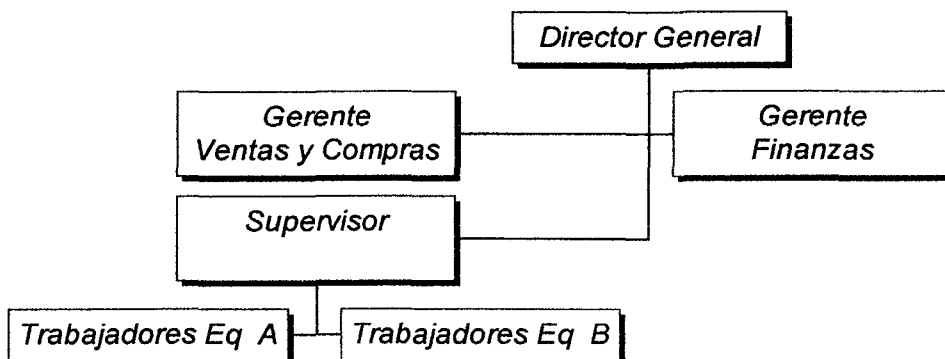 Director General
Gerente
Ventas y Compras
Gerente
Finanzas
Supervisor
Trabajadores Eq A
Trabajadores Eq B